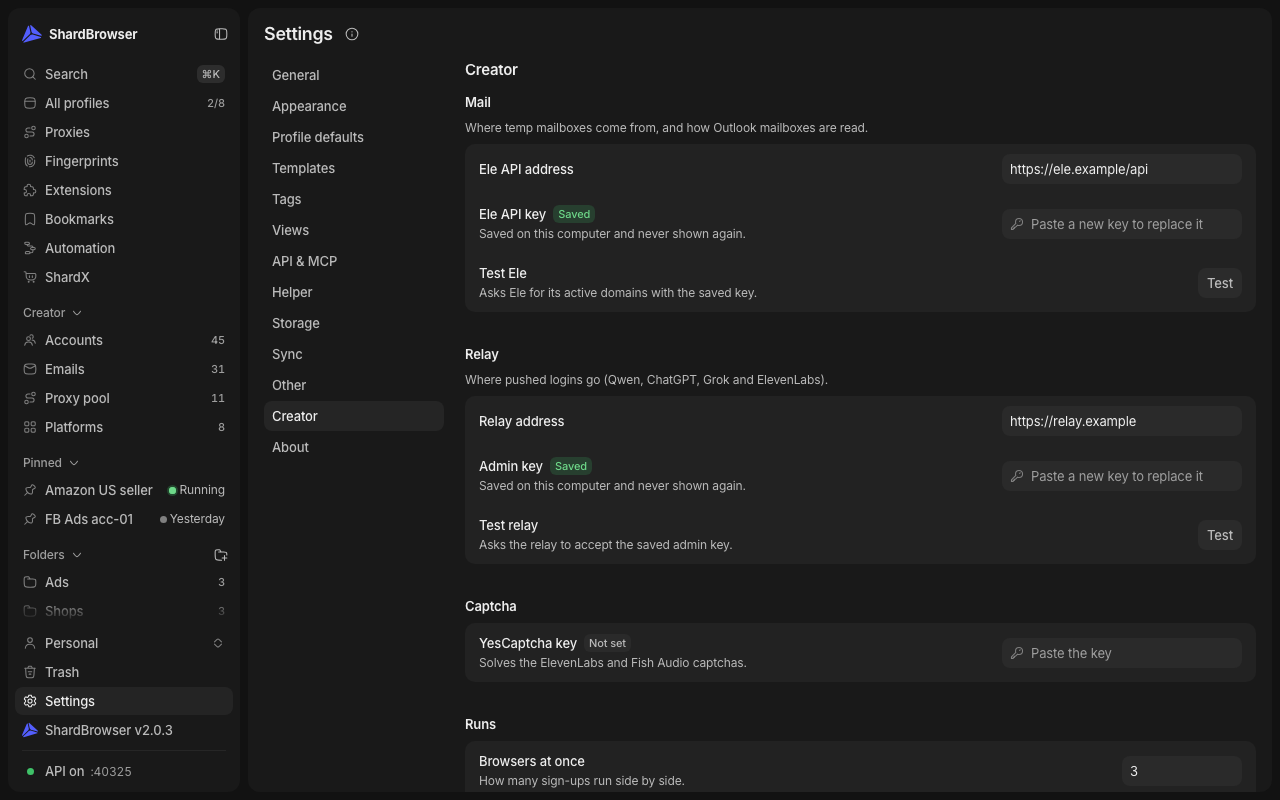 ShardBrowser
Search ⌘K
All profiles 2/8
Proxies
Fingerprints
Extensions
Bookmarks
Automation
ShardX
Creator
Accounts 45
Emails 31
Proxy pool 11
Platforms 8
Pinned
Amazon US seller Running
FB Ads acc-01 Yesterday
Folders
Ads 3
Shops 3
Personal
Trash
Settings
ShardBrowser v2.0.3
API on :40325
Settings
General
Appearance
Profile defaults
Templates
Tags
Views
API & MCP
Helper
Storage
Sync
Other
Creator
About
Creator
Mail
Where temp mailboxes come from, and how Outlook mailboxes are read.
Ele API address https://ele.example/api
Ele API key Saved
Saved on this computer and never shown again.
Paste a new key to replace it
Test Ele
Asks Ele for its active domains with the saved key.
Test
Relay
Where pushed logins go (Qwen, ChatGPT, Grok and ElevenLabs).
Relay address https://relay.example
Admin key Saved
Saved on this computer and never shown again.
Paste a new key to replace it
Test relay
Asks the relay to accept the saved admin key.
Test
Captcha
YesCaptcha key Not set
Solves the ElevenLabs and Fish Audio captchas.
Paste the key
Runs
Browsers at once
How many sign-ups run side by side.
3